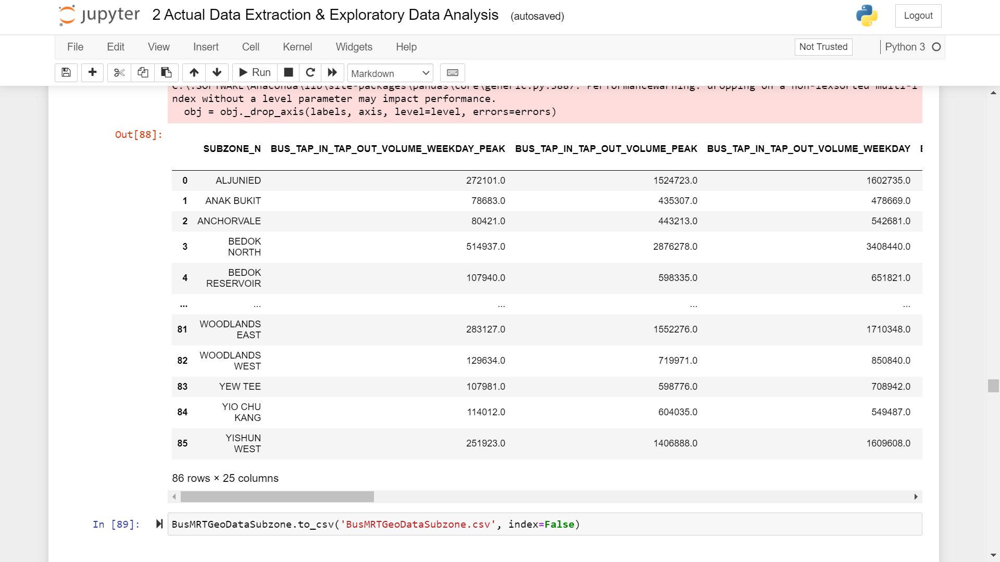 jupyter 2 Actual Data Extraction & Exploratory Data Analysis (autosaved) Logout
File Edit View Insert Cell Kernel Widgets Help Not Trusted Python 3
Run Markdown
C:\.SOFTWARE\Anaconda\lib\site-packages\pandas\core\generic.py:3887: PerformanceWarning: dropping on a non-lexsorted multi-i
ndex without a level parameter may impact performance.
obj = obj._drop_axis(labels, axis, level=level, errors=errors)
Out[88]:
SUBZONE_N BUS_TAP_IN_TAP_OUT_VOLUME_WEEKDAY_PEAK BUS_TAP_IN_TAP_OUT_VOLUME_PEAK BUS_TAP_IN_TAP_OUT_VOLUME_WEEKDAY
0 ALJUNIED 272101.0 1524723.0 1602735.0
1 ANAK BUKIT 78683.0 435307.0 478669.0
2 ANCHORVALE 80421.0 443213.0 542681.0
3 BEDOK NORTH 514937.0 2876278.0 3408440.0
4 BEDOK RESERVOIR 107940.0 598335.0 651821.0
... ... ... ... ...
81 WOODLANDS EAST 283127.0 1552276.0 1710348.0
82 WOODLANDS WEST 129634.0 719971.0 850840.0
83 YEW TEE 107981.0 598776.0 708942.0
84 YIO CHU KANG 114012.0 604035.0 549487.0
85 YISHUN WEST 251923.0 1406888.0 1609608.0
86 rows × 25 columns
In [89]: BusMRTGeoDataSubzone.to_csv('BusMRTGeoDataSubzone.csv', index=False)